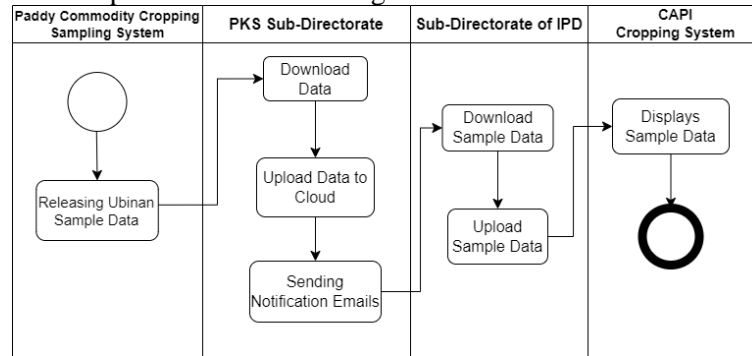 Paddy Commodity Cropping
Sampling System
PKS Sub-Directorate
Sub-Directorate of IPD
CAPI
Cropping System
Releasing Ubinan
Sample Data
Download
Data
Upload Data to
Cloud
Sending
Notification Emails
Download
Sample Data
Upload
Sample Data
Displays
Sample Data